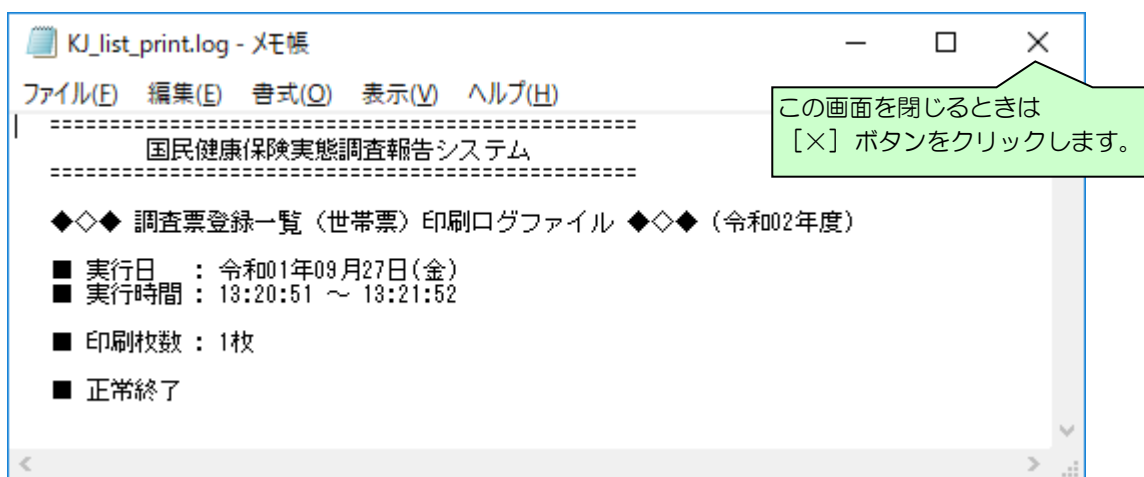 KJ_list_print.log - メモ帳
ファイル(F) 編集(E) 書式(O) 表示(V) ヘルプ(H)
この画面を閉じるときは
［×］ボタンをクリックします。
=================================================
国民健康保険実態調査報告システム
=================================================
◆◇◆ 調査票登録一覧（世帯票）印刷ログファイル ◆◇◆（令和02年度）
■ 実行日　 : 令和01年09月27日(金)
■ 実行時間 : 13:20:51 ～ 13:21:52
■ 印刷枚数 : 1枚
■ 正常終了